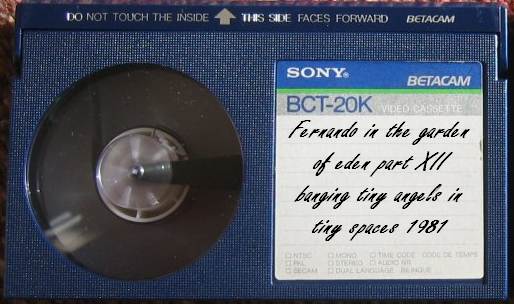 DO NOT TOUCH THE INSIDE THIS SIDE FACES FORWARD BETACAM
SONY® BETACAM
BCT-20K VIDEO CASSETTE
Fernando in the garden
of eden part XII
banging tiny angels in
tiny spaces 1981
NTSC MONO TIME CODE CODE DE TEMPS
PAL STEREO AUDIO NR
SECAM DUAL LANGUAGE BILINGUE